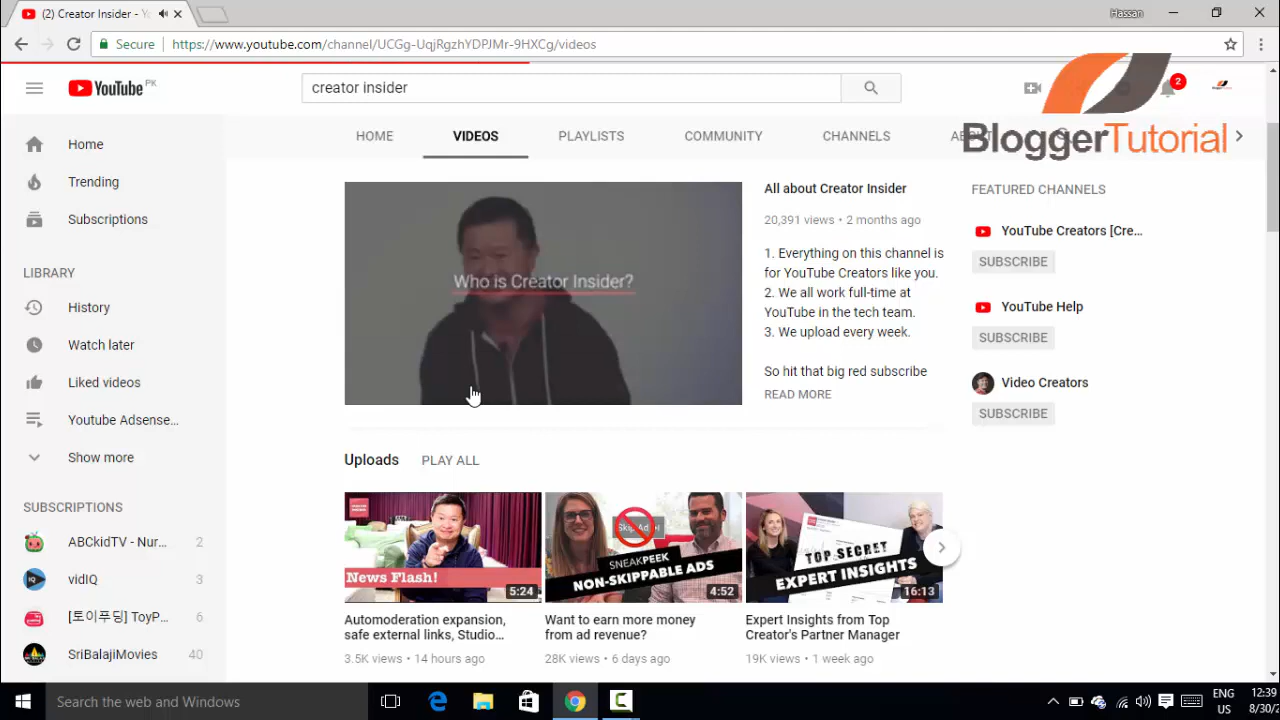 (2) Creator Insider - Yo
Hassan
Secure
https://www.youtube.com/channel/UCGg-UqjRgzhYDPJMr-9HXCg/videos
YouTube PK
creator insider
2
BloggerTutorial
HOME
VIDEOS
PLAYLISTS
COMMUNITY
CHANNELS
ABOUT
Home
Trending
Subscriptions
LIBRARY
History
Watch later
Liked videos
Youtube Adsense...
Show more
SUBSCRIPTIONS
ABCkidTV - Nur... 2
vidIQ 3
[토이푸딩] ToyP... 6
SriBalajiMovies 40
Who is Creator Insider?
All about Creator Insider
20,391 views • 2 months ago
1. Everything on this channel is
for YouTube Creators like you.
2. We all work full-time at
YouTube in the tech team.
3. We upload every week.
So hit that big red subscribe
READ MORE
FEATURED CHANNELS
YouTube Creators [Cre...
SUBSCRIBE
YouTube Help
SUBSCRIBE
Video Creators
SUBSCRIBE
Uploads
PLAY ALL
News Flash!
5:24
Automoderation expansion,
safe external links, Studio...
3.5K views • 14 hours ago
Skip Ad
SNEAKPEEK
NON-SKIPPABLE ADS
4:52
Want to earn more money
from ad revenue?
28K views • 6 days ago
TOP SECRET
EXPERT INSIGHTS
16:13
Expert Insights from Top
Creator's Partner Manager
19K views • 1 week ago
Search the web and Windows
ENG
US
12:39
8/30/2